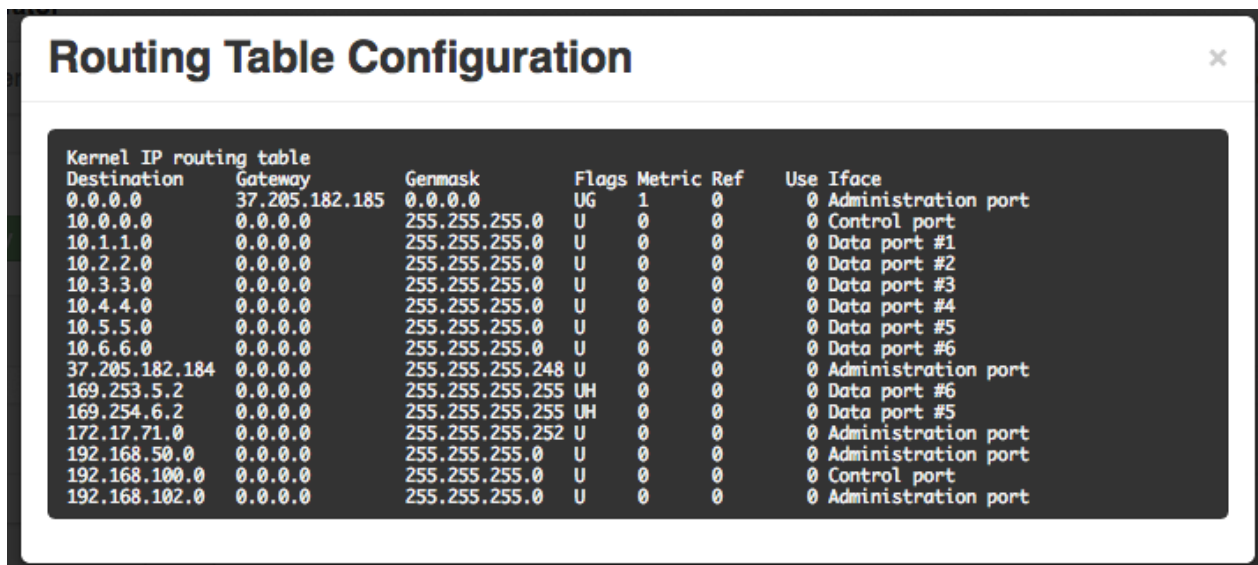 Routing Table Configuration ×
Kernel IP routing table
Destination Gateway Genmask Flags Metric Ref Use Iface
0.0.0.0 37.205.182.185 0.0.0.0 UG 1 0 0 Administration port
10.0.0.0 0.0.0.0 255.255.255.0 U 0 0 0 Control port
10.1.1.0 0.0.0.0 255.255.255.0 U 0 0 0 Data port #1
10.2.2.0 0.0.0.0 255.255.255.0 U 0 0 0 Data port #2
10.3.3.0 0.0.0.0 255.255.255.0 U 0 0 0 Data port #3
10.4.4.0 0.0.0.0 255.255.255.0 U 0 0 0 Data port #4
10.5.5.0 0.0.0.0 255.255.255.0 U 0 0 0 Data port #5
10.6.6.0 0.0.0.0 255.255.255.0 U 0 0 0 Data port #6
37.205.182.184 0.0.0.0 255.255.255.248 U 0 0 0 Administration port
169.253.5.2 0.0.0.0 255.255.255.255 UH 0 0 0 Data port #6
169.254.6.2 0.0.0.0 255.255.255.255 UH 0 0 0 Data port #5
172.17.71.0 0.0.0.0 255.255.255.252 U 0 0 0 Administration port
192.168.50.0 0.0.0.0 255.255.255.0 U 0 0 0 Administration port
192.168.100.0 0.0.0.0 255.255.255.0 U 0 0 0 Control port
192.168.102.0 0.0.0.0 255.255.255.0 U 0 0 0 Administration port